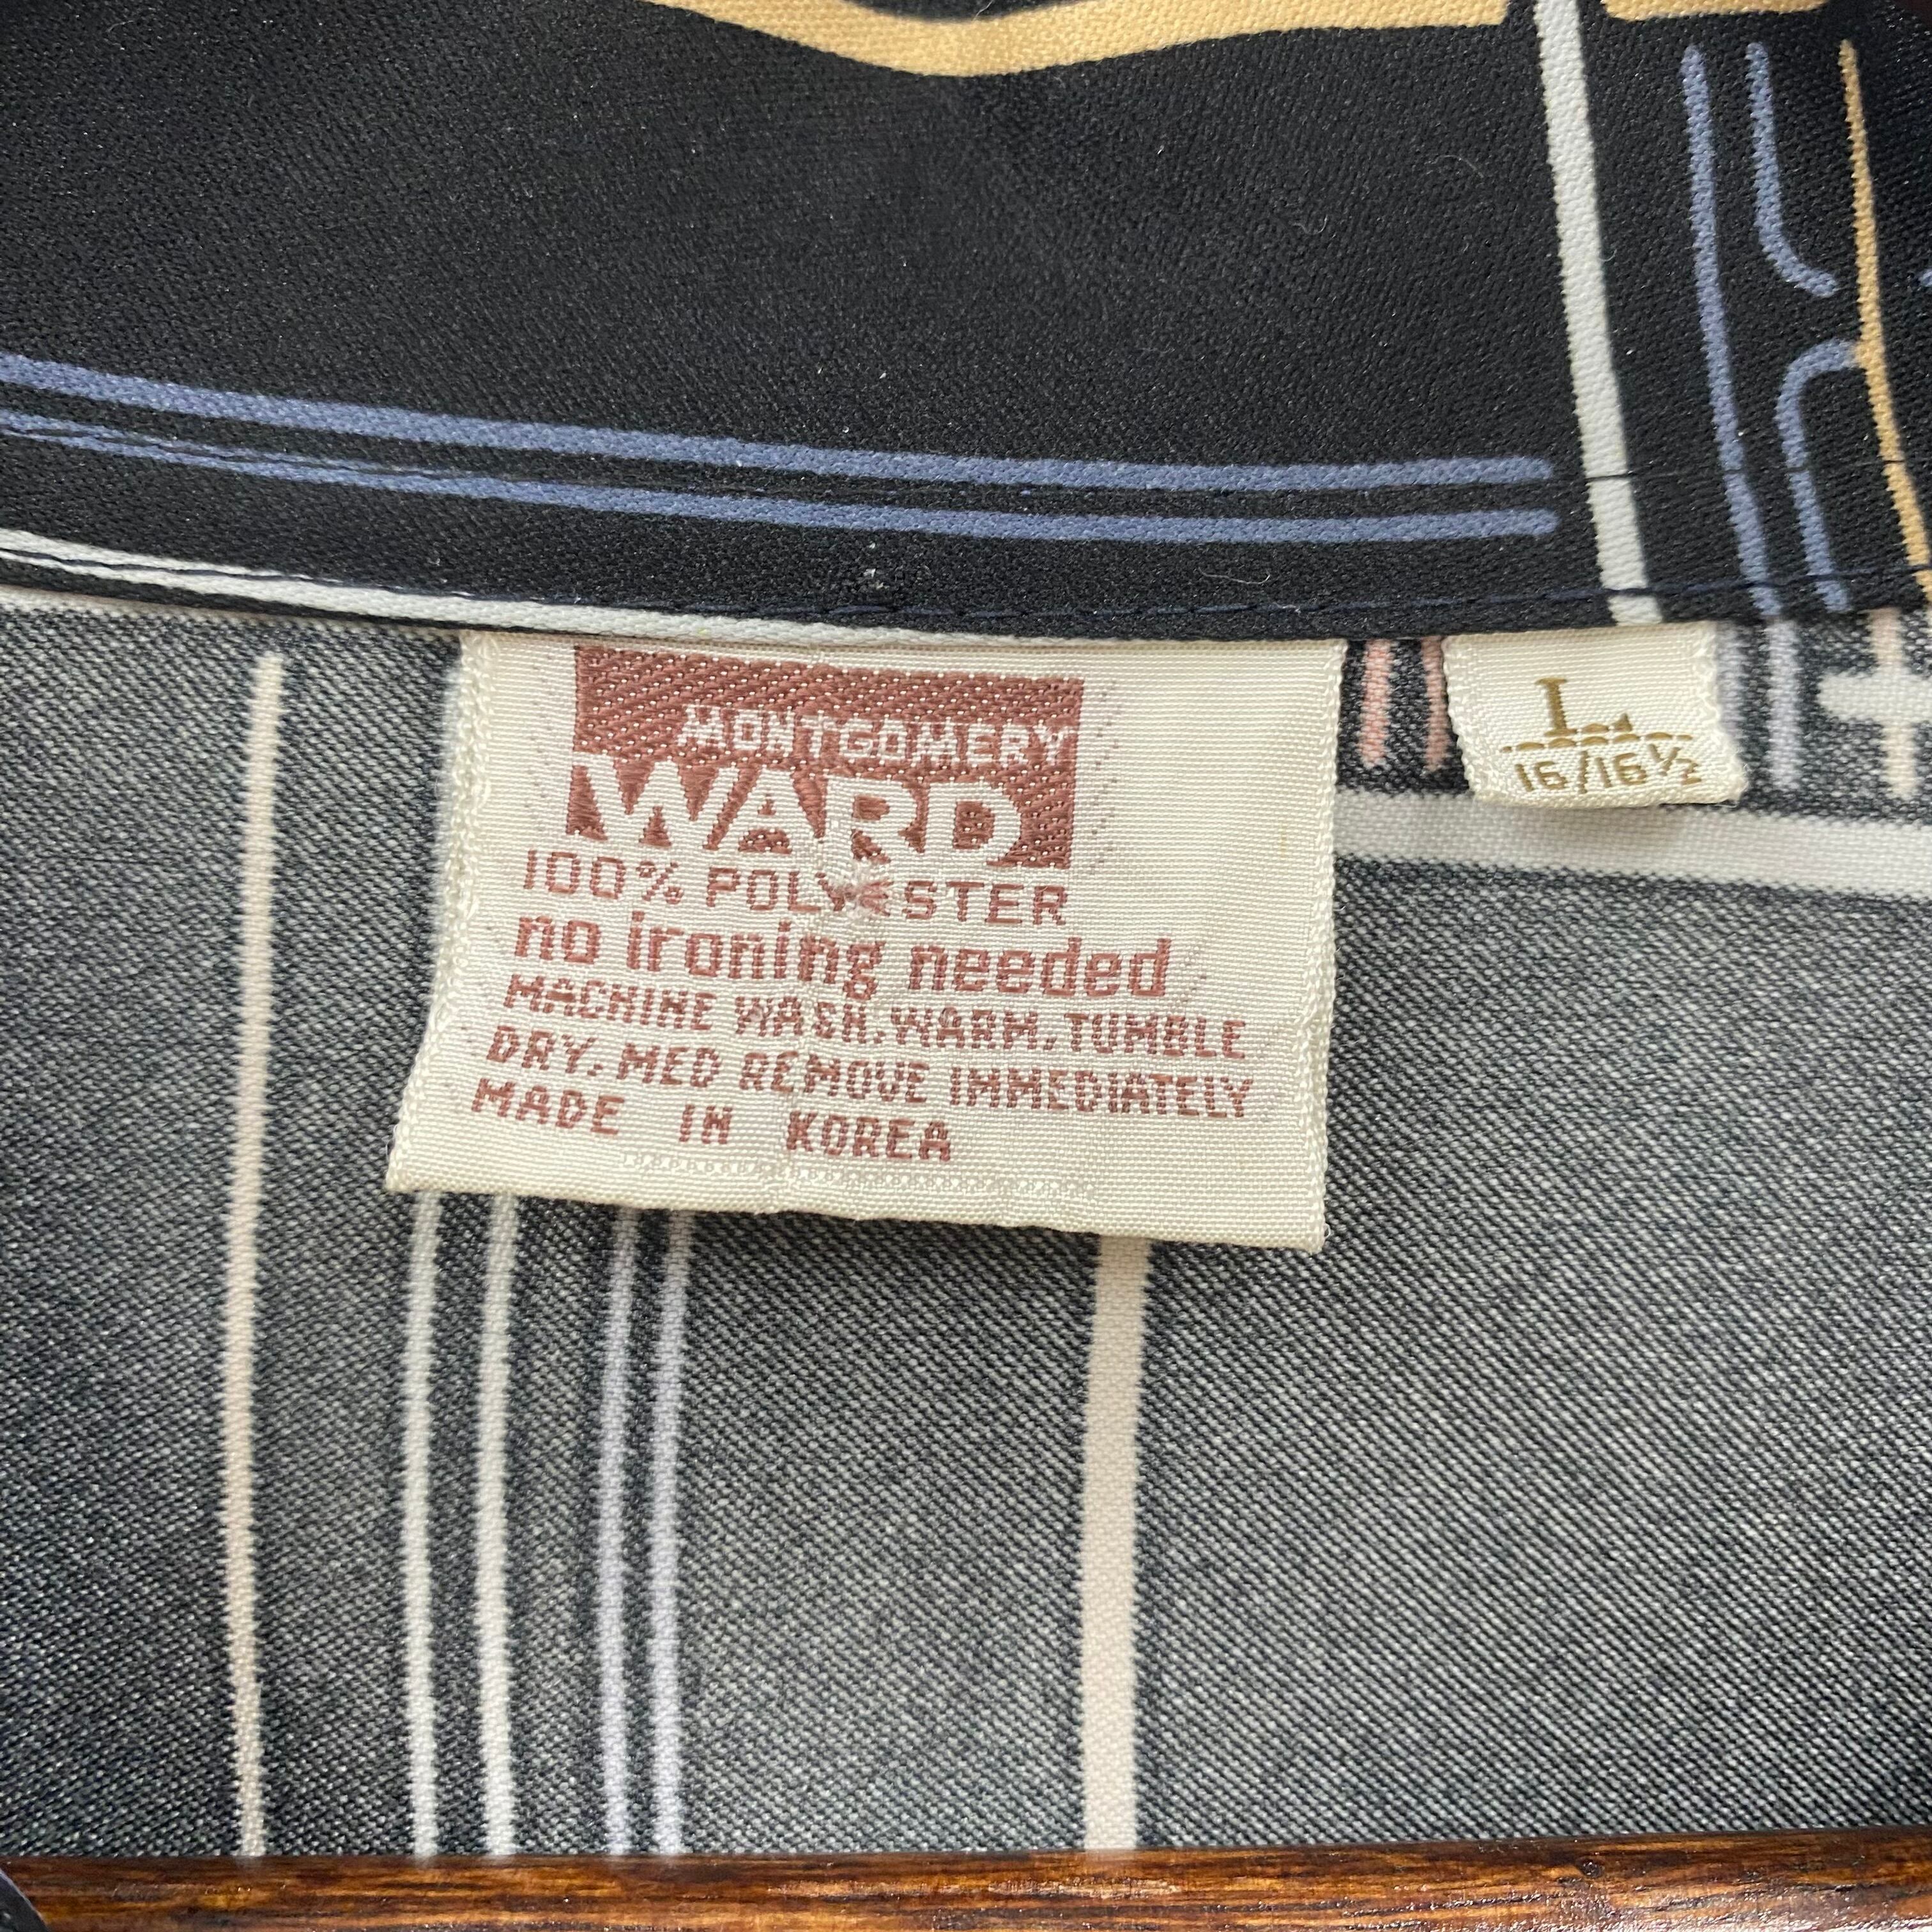 MONTGOMERY
WARD
100% POLYESTER
no ironing needed
MACHINE WASH, WARM, TUMBLE
DRY, MED REMOVE IMMEDIATELY
MADE IN KOREA
L
16/16½